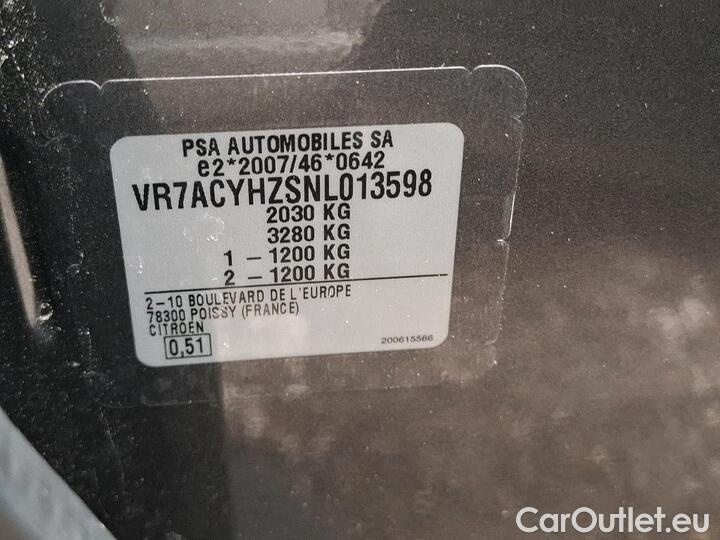 PSA AUTOMOBILES SA
e2*2007/46*0642
VR7ACYHZSNL013598
2030 KG
3280 KG
1 - 1200 KG
2 - 1200 KG
2-10 BOULEVARD DE L'EUROPE
78300 POISSY (FRANCE)
CITROEN
0,51
200615566
CarOutlet.eu